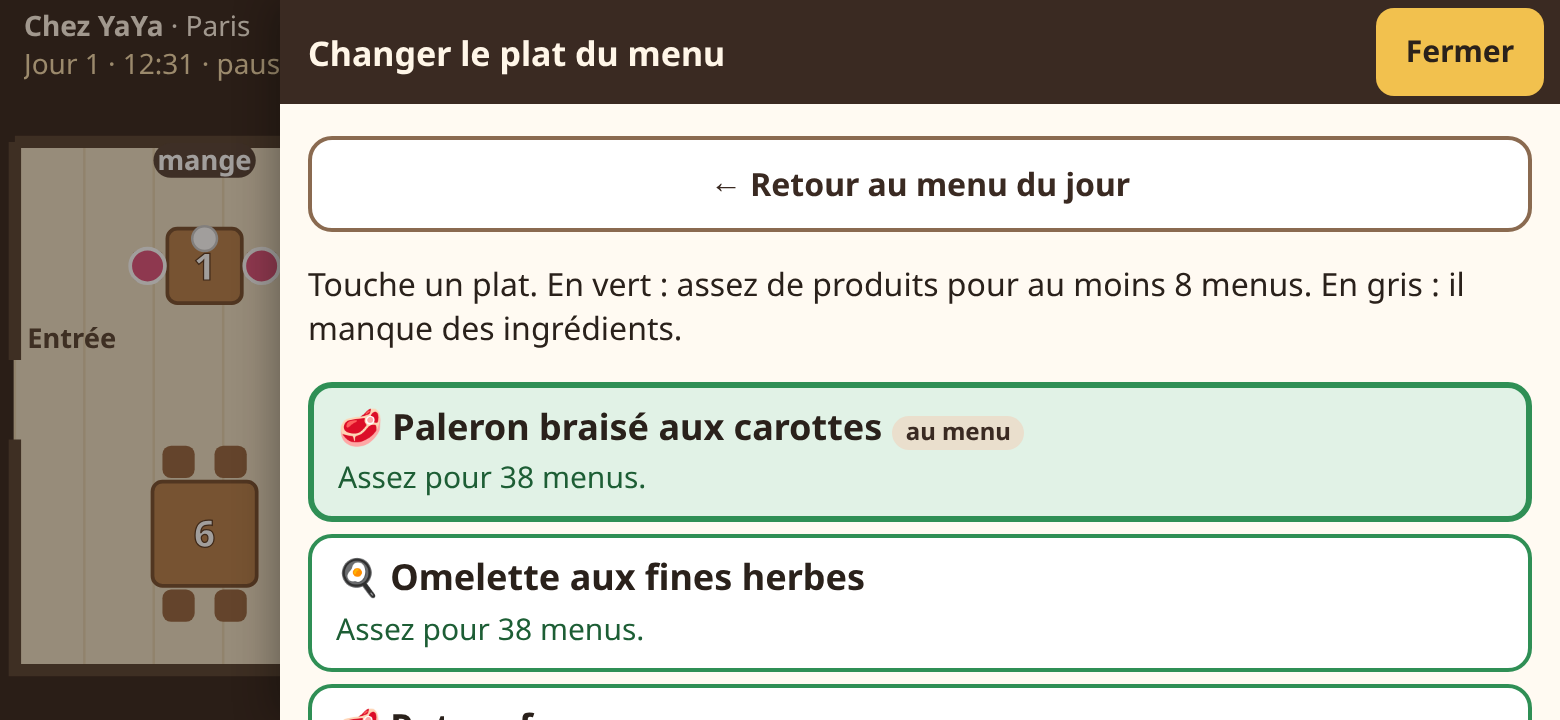 Chez YaYa · Paris
Jour 1 · 12:31 · paus
mange
1
Entrée
6
Changer le plat du menu
Fermer
← Retour au menu du jour
Touche un plat. En vert : assez de produits pour au moins 8 menus. En gris : il
manque des ingrédients.
🥩 Paleron braisé aux carottes au menu
Assez pour 38 menus.
🍳 Omelette aux fines herbes
Assez pour 38 menus.